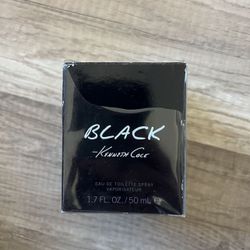 BLACK
Kenneth Cole
EAU DE TOILETTE SPRAY
VAPORISATEUR
1.7 FL. OZ. / 50 mL e